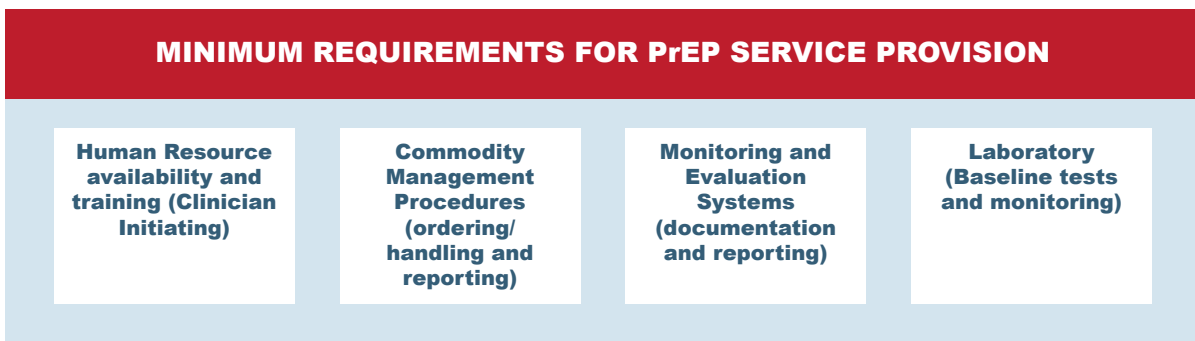 MINIMUM REQUIREMENTS FOR PrEP SERVICE PROVISION
Human Resource
availability and
training (Clinician
Initiating)
Commodity
Management
Procedures
(ordering/
handling and
reporting)
Monitoring and
Evaluation
Systems
(documentation
and reporting)
Laboratory
(Baseline tests
and monitoring)